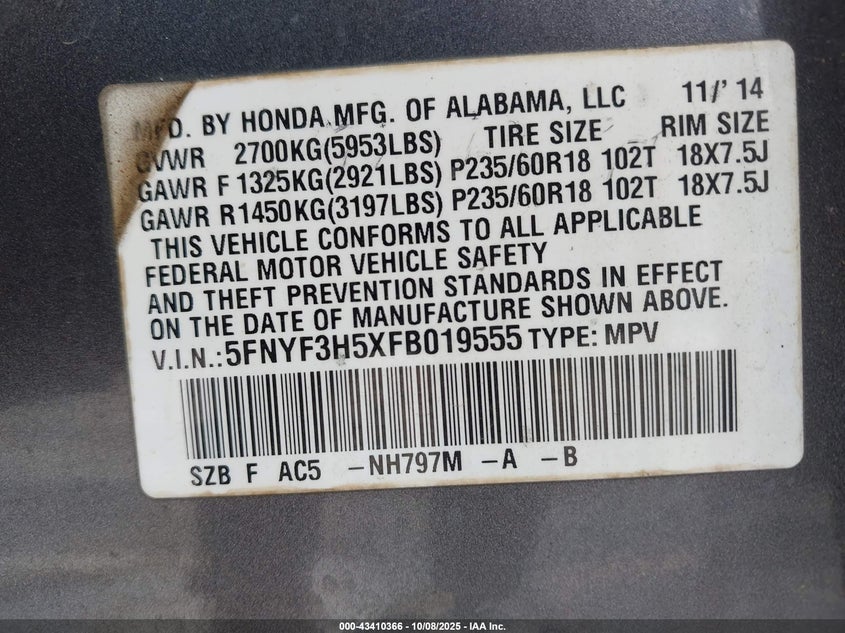 MFD. BY HONDA MFG. OF ALABAMA, LLC 11/'14
GVWR 2700KG(5953LBS) TIRE SIZE RIM SIZE
GAWR F1325KG(2921LBS) P235/60R18 102T 18X7.5J
GAWR R1450KG(3197LBS) P235/60R18 102T 18X7.5J
THIS VEHICLE CONFORMS TO ALL APPLICABLE
FEDERAL MOTOR VEHICLE SAFETY
AND THEFT PREVENTION STANDARDS IN EFFECT
ON THE DATE OF MANUFACTURE SHOWN ABOVE.
V.I.N.:5FNYF3H5XFB019555 TYPE: MPV
SZB F AC5 -NH797M -A -B
000-43410366 - 10/08/2025 - IAA Inc.